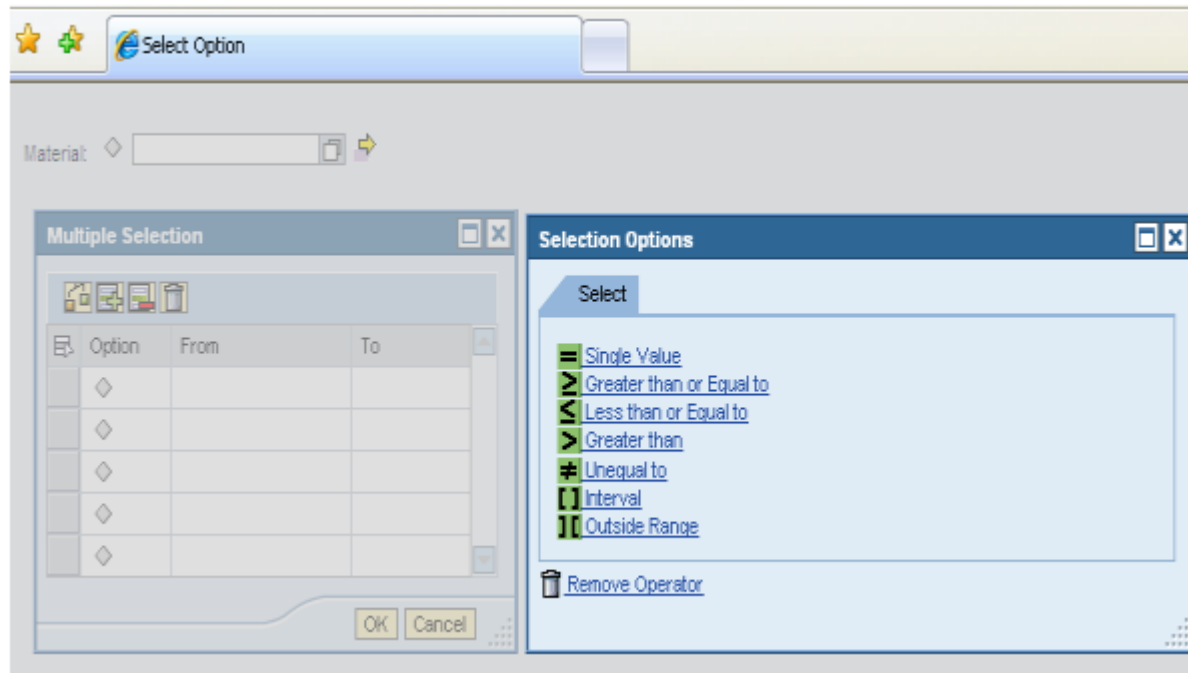 Select Option
Material:
Multiple Selection
Option From To
OK Cancel
Selection Options
Select
= Single Value
≥ Greater than or Equal to
≤ Less than or Equal to
> Greater than
≠ Unequal to
[ ] Interval
] [ Outside Range
Remove Operator